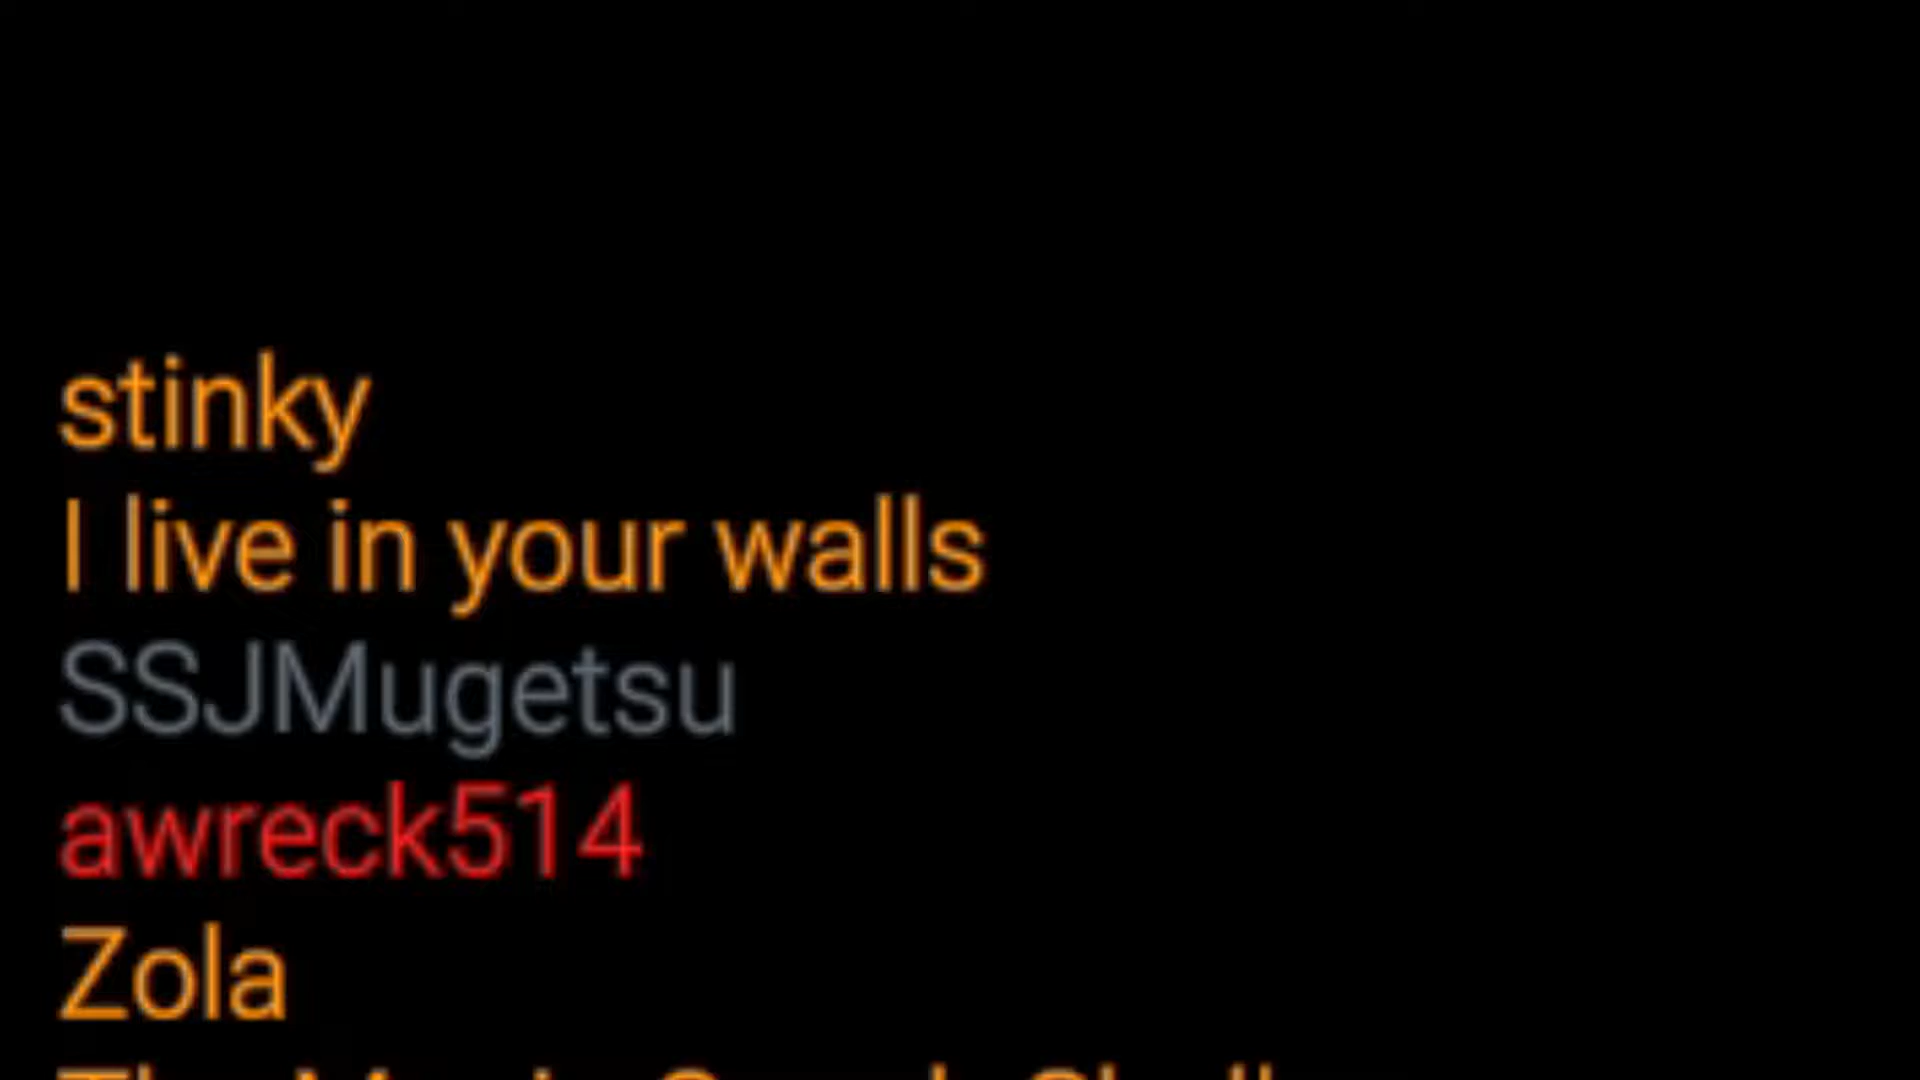 stinky
I live in your walls
SSJMugetsu
awreck514
Zola